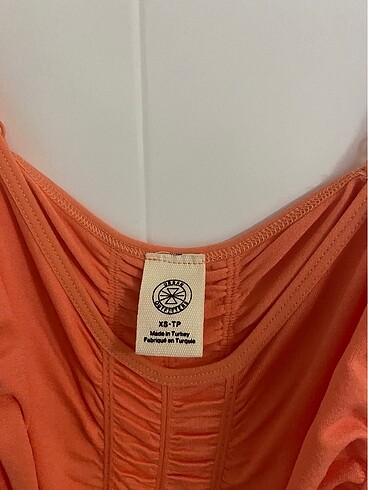 URBAN
OUTFITTERS
XS-TP
Made in Turkey
Fabriqué en Turquie